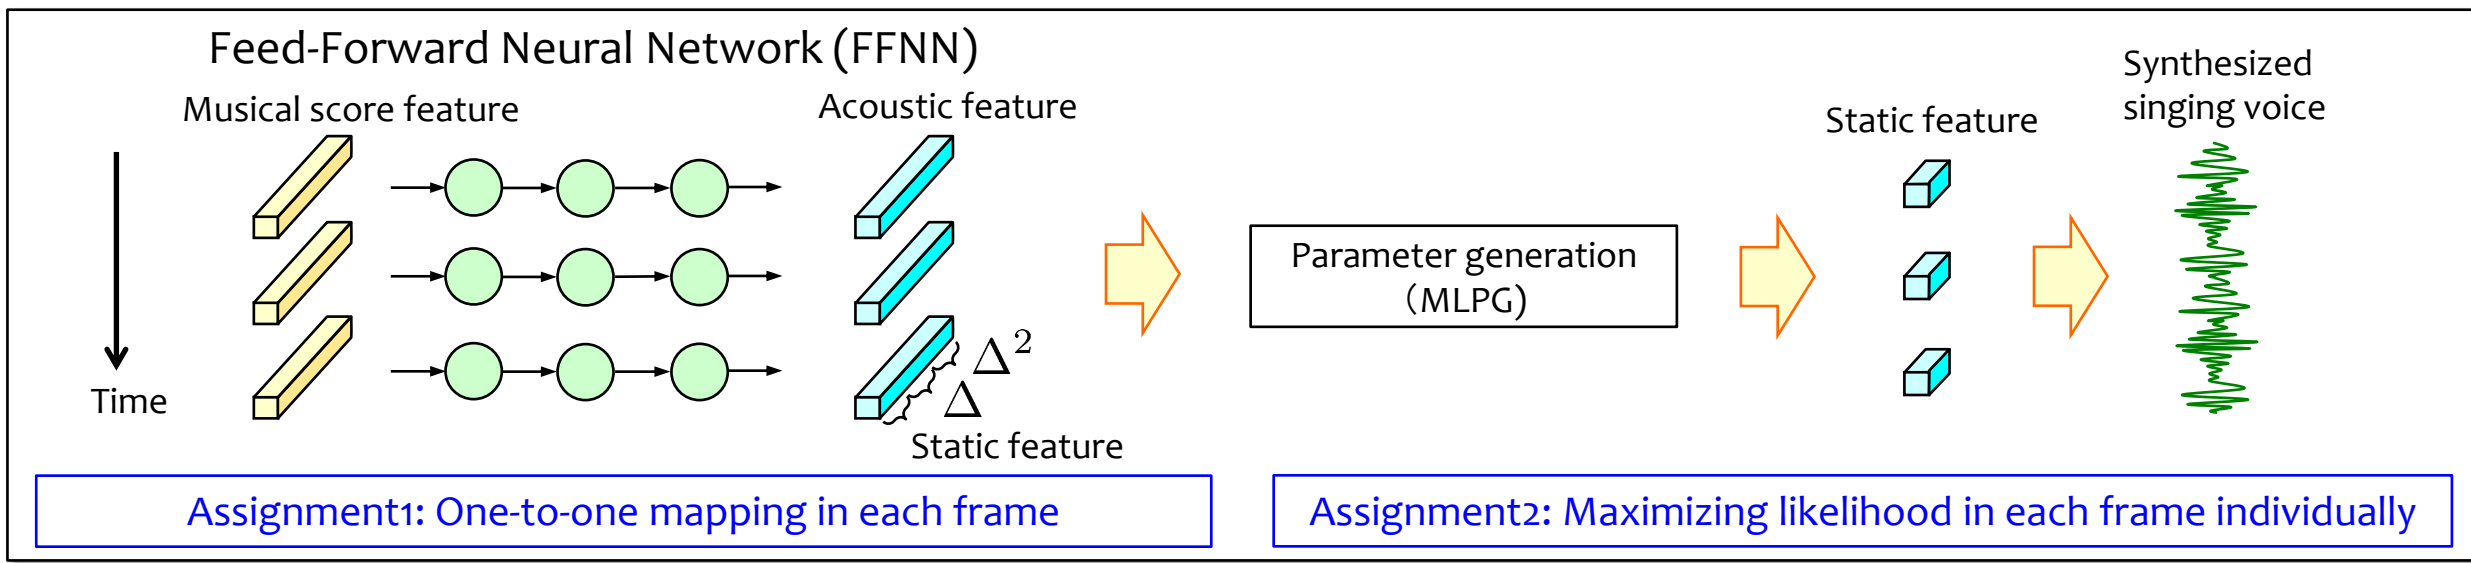 Feed-Forward Neural Network (FFNN)
Musical score feature
Acoustic feature
Static feature
Synthesized
singing voice
Time
Parameter generation
(MLPG)
Δ²
Δ
Static feature
Assignment1: One-to-one mapping in each frame
Assignment2: Maximizing likelihood in each frame individually